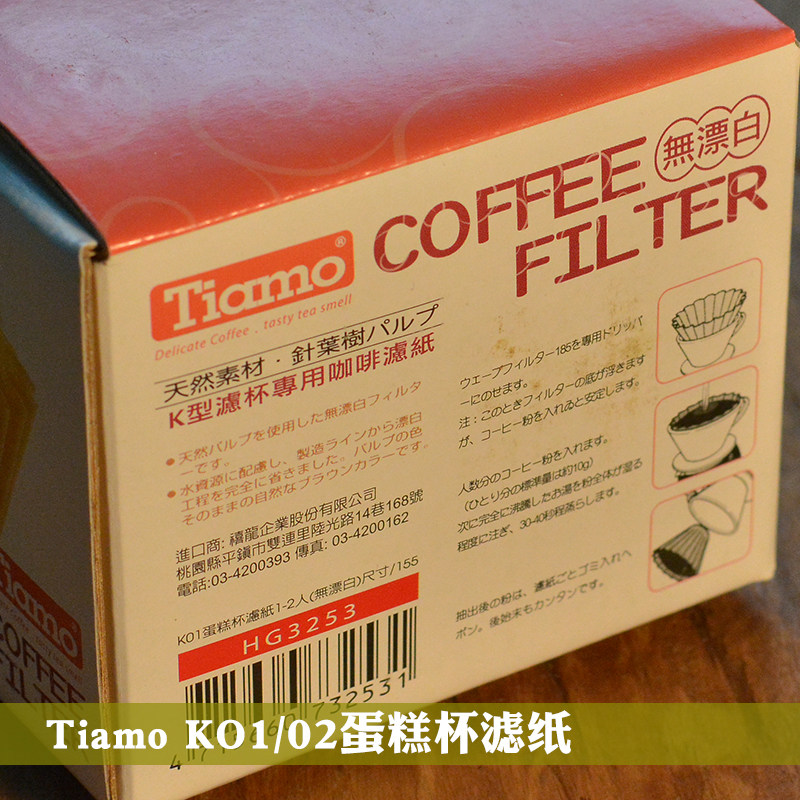 COFFEE
無漂白
FILTER
Tiamo®
Delicate Coffee . tasty tea smell
天然素材・針葉樹パルプ
K型濾杯專用咖啡濾紙
●天然パルプを使用した無漂白フィルタ
ーです。
●水資源に配慮し、製造ラインから漂白
工程を完全に省きました。パルプの色
そのままの自然なブラウンカラーです。
進口商: 禧龍企業股份有限公司
桃園縣平鎮市雙連里陸光路14巷168號
電話:03-4200393 傳真: 03-4200162
K01蛋糕杯濾紙1-2人(無漂白)尺寸/155
HG3253
ウエーブフィルター185を専用ドリッパ
ーにのせます。
注：このときフィルターの底が浮きます
が、コーヒー粉を入れゐと安定します。
人数分のコーヒー粉を入れます。
（ひとり分の標準量は約10g）
次に完全に沸騰したお湯を粉全体が湿る
程度に注ぎ、30-40秒程蒸らします。
抽出後の粉は、濾紙ごとゴミ入れへ
ポン。後始末もカンタンです。
Tiamo
COFFEE
FILTER
Tiamo KO1/02蛋糕杯滤纸